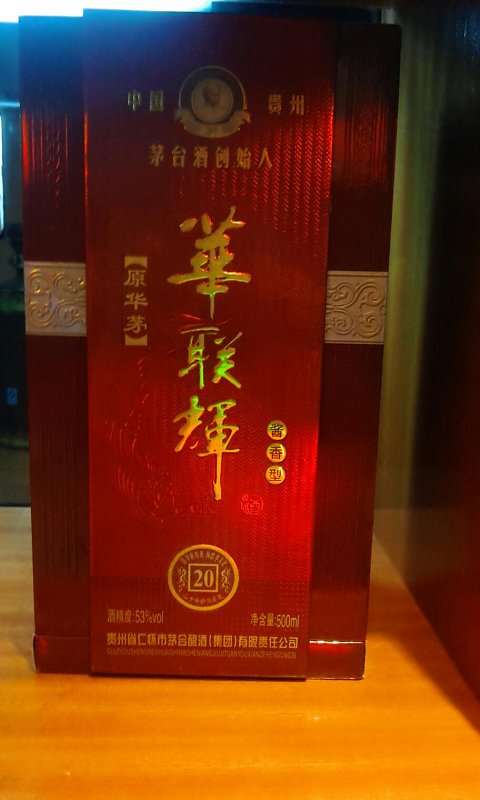 中国 贵州
茅台酒创始人
華联輝
【原华茅】
酱香型
20
酒精度:53%vol 净含量:500ml
贵州省仁怀市茅合酿酒(集团)有限责任公司